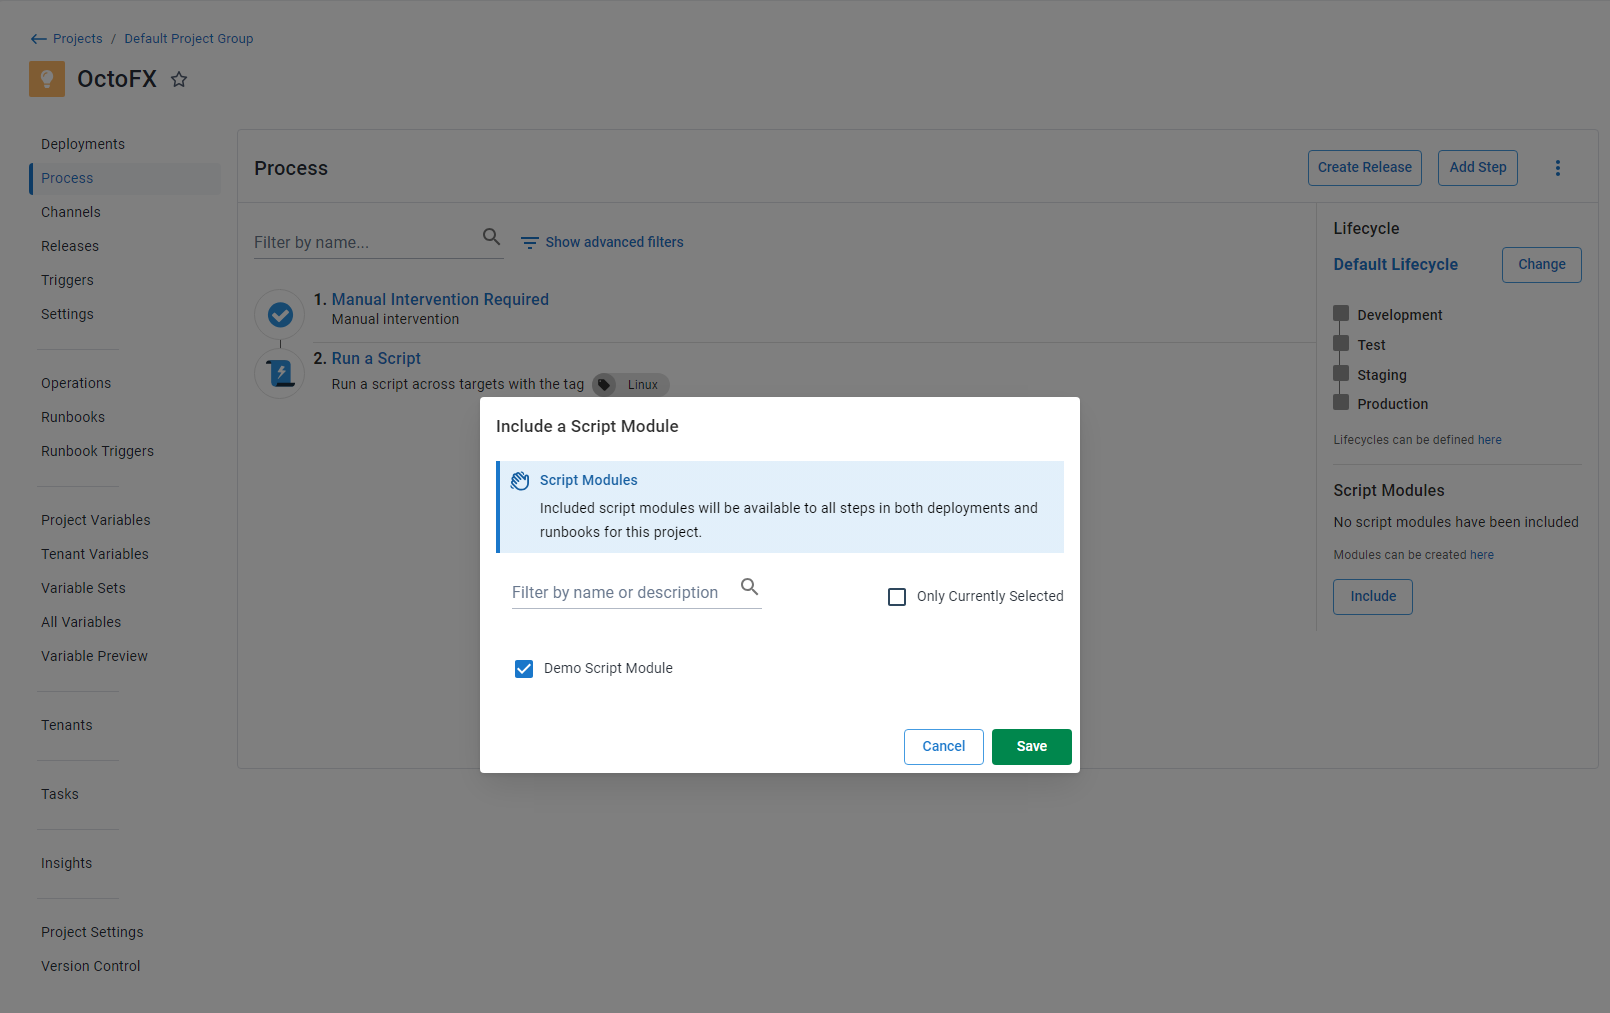 Projects / Default Project Group
OctoFX
Deployments
Process
Channels
Releases
Triggers
Settings
Operations
Runbooks
Runbook Triggers
Project Variables
Tenant Variables
Variable Sets
All Variables
Variable Preview
Tenants
Tasks
Insights
Project Settings
Version Control
Process
Create Release
Add Step
Filter by name...
Show advanced filters
1. Manual Intervention Required
Manual intervention
2. Run a Script
Run a script across targets with the tag Linux
Lifecycle
Default Lifecycle
Change
Development
Test
Staging
Production
Lifecycles can be defined here
Script Modules
No script modules have been included
Modules can be created here
Include
Include a Script Module
Script Modules
Included script modules will be available to all steps in both deployments and
runbooks for this project.
Filter by name or description
Only Currently Selected
Demo Script Module
Cancel
Save